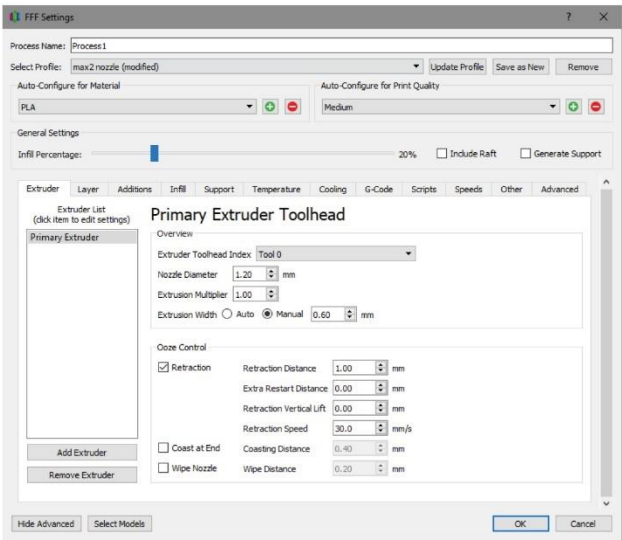 FFF Settings
Process Name: Process1
Select Profile: max2 nozzle (modified) Update Profile Save as New Remove
Auto-Configure for Material Auto-Configure for Print Quality
PLA Medium
General Settings
Infill Percentage: 20% Include Raft Generate Support
Extruder Layer Additions Infill Support Temperature Cooling G-Code Scripts Speeds Other Advanced
Extruder List
(click item to edit settings)
Primary Extruder
Add Extruder
Remove Extruder
Primary Extruder Toolhead
Overview
Extruder Toolhead Index Tool 0
Nozzle Diameter 1.20 mm
Extrusion Multiplier 1.00
Extrusion Width Auto Manual 0.60 mm
Ooze Control
Retraction Retraction Distance 1.00 mm
Extra Restart Distance 0.00 mm
Retraction Vertical Lift 0.00 mm
Retraction Speed 30.0 mm/s
Coast at End Coasting Distance 0.40 mm
Wipe Nozzle Wipe Distance 0.20 mm
Hide Advanced Select Models OK Cancel